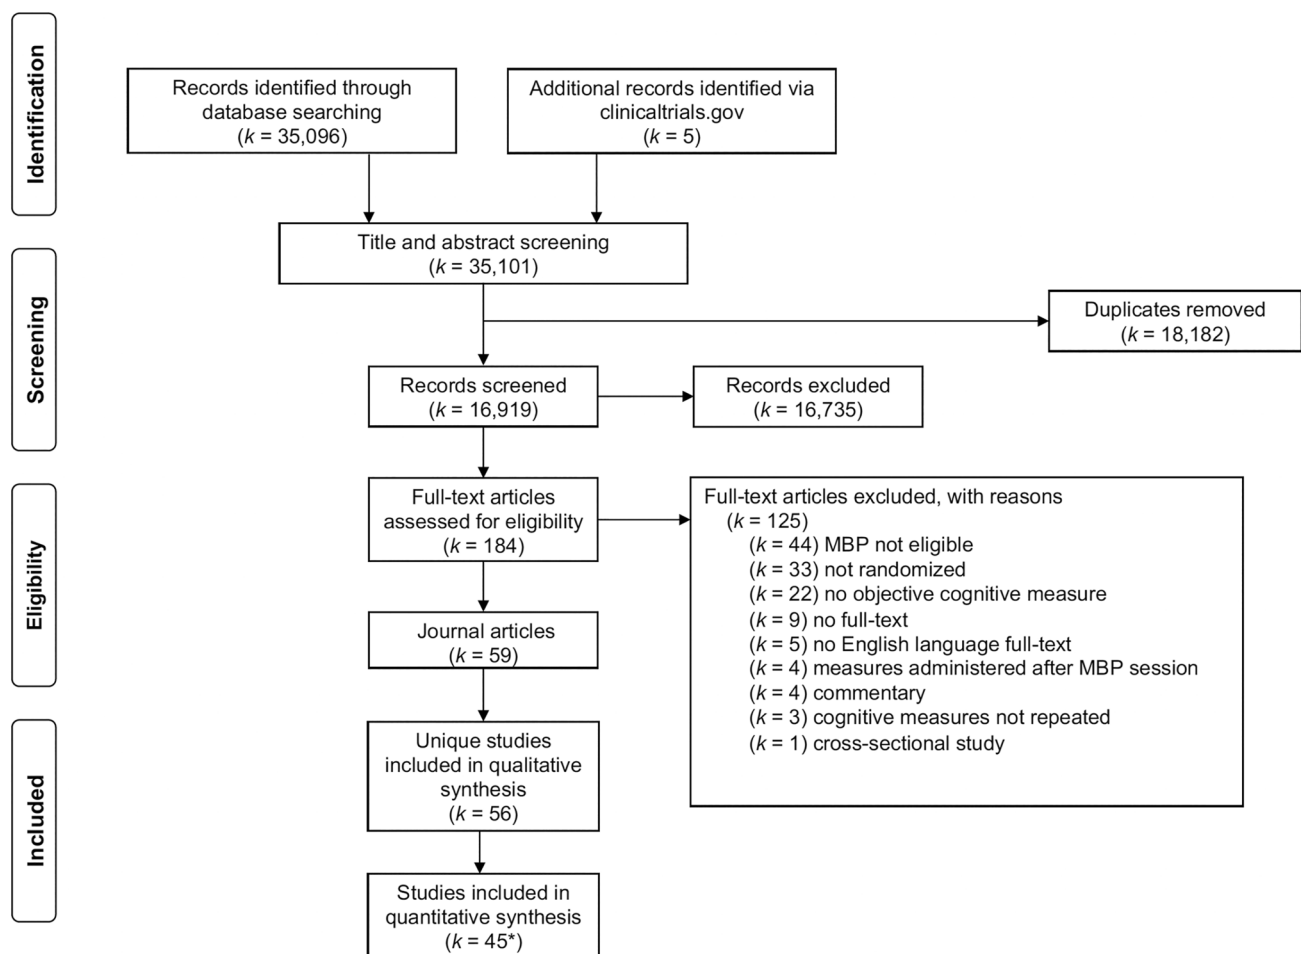 Identification
Records identified through
database searching
(k = 35,096)
Additional records identified via
clinicaltrials.gov
(k = 5)
Title and abstract screening
(k = 35,101)
Screening
Duplicates removed
(k = 18,182)
Records screened
(k = 16,919)
Records excluded
(k = 16,735)
Eligibility
Full-text articles
assessed for eligibility
(k = 184)
Full-text articles excluded, with reasons
(k = 125)
(k = 44) MBP not eligible
(k = 33) not randomized
(k = 22) no objective cognitive measure
(k = 9) no full-text
(k = 5) no English language full-text
(k = 4) measures administered after MBP session
(k = 4) commentary
(k = 3) cognitive measures not repeated
(k = 1) cross-sectional study
Journal articles
(k = 59)
Included
Unique studies
included in qualitative
synthesis
(k = 56)
Studies included in
quantitative synthesis
(k = 45*)